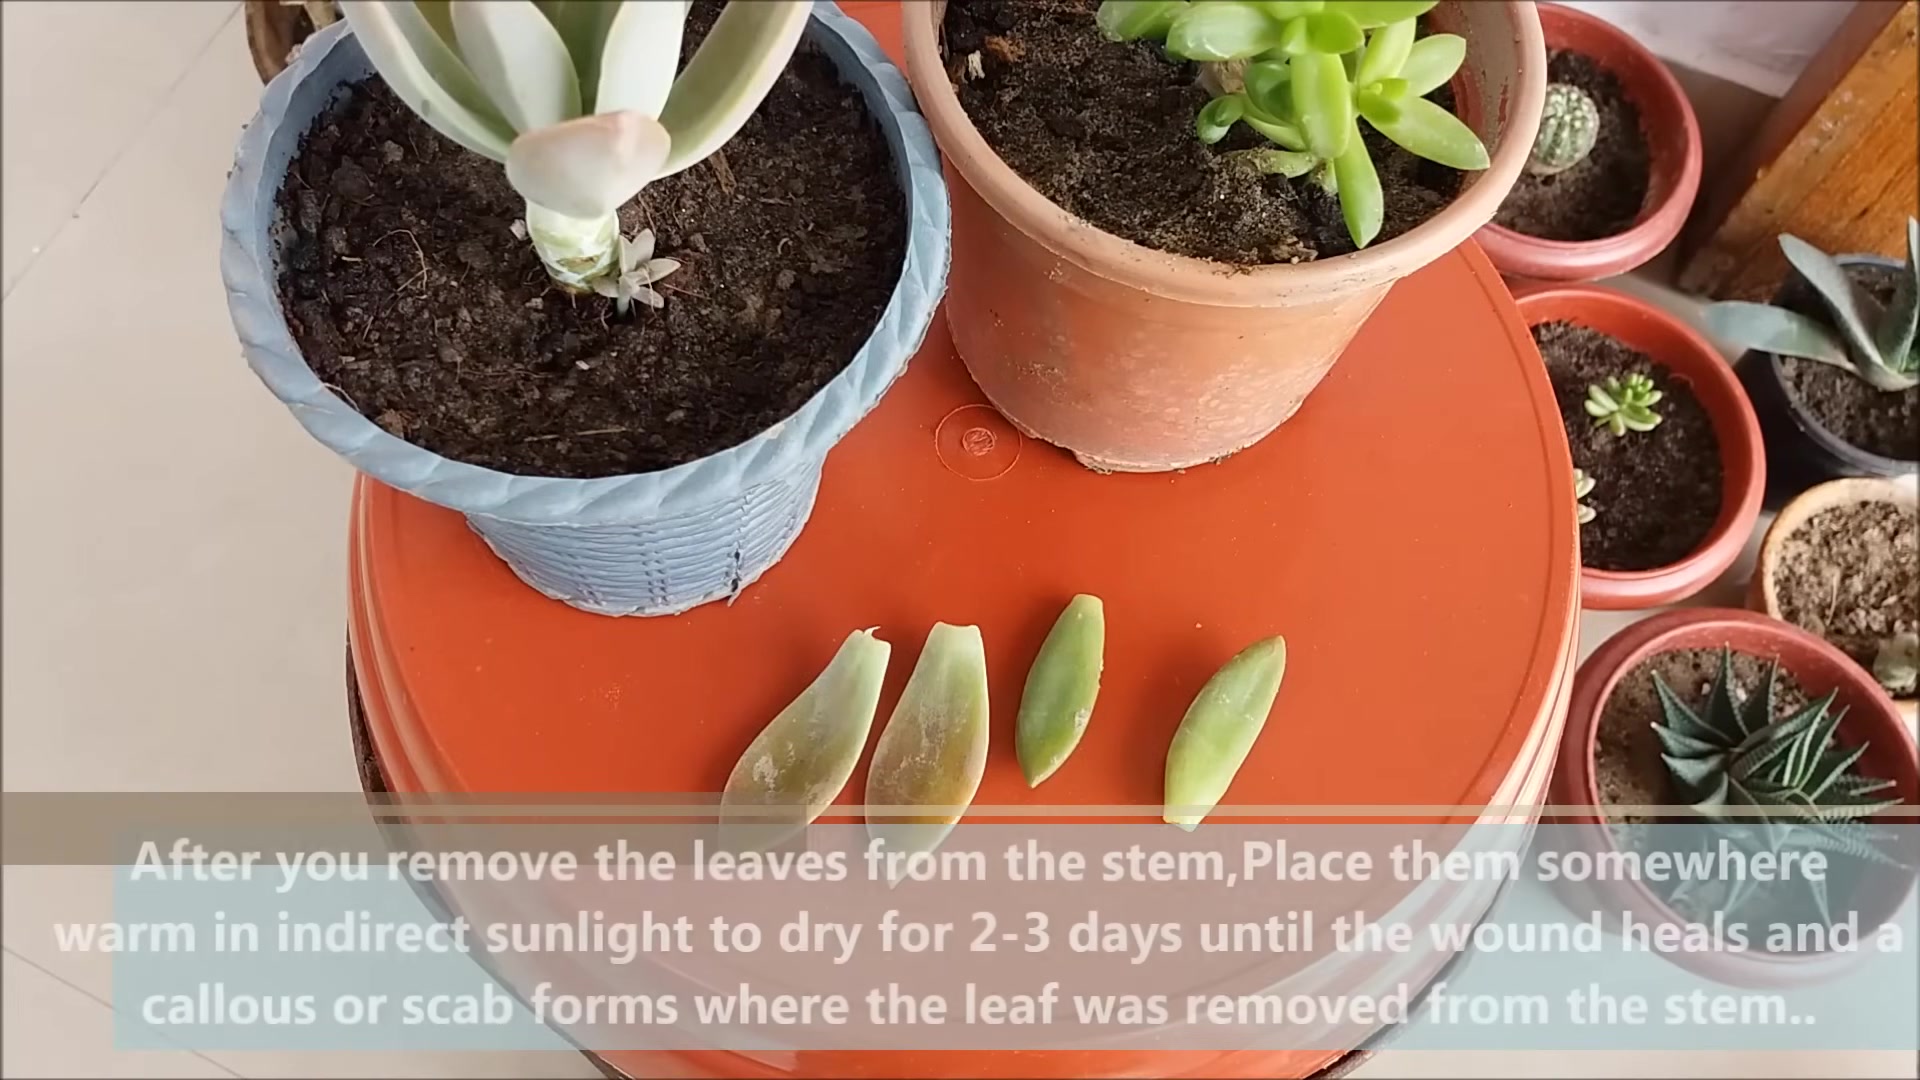 After you remove the leaves from the stem,Place them somewhere
warm in indirect sunlight to dry for 2-3 days until the wound heals and a
callous or scab forms where the leaf was removed from the stem..